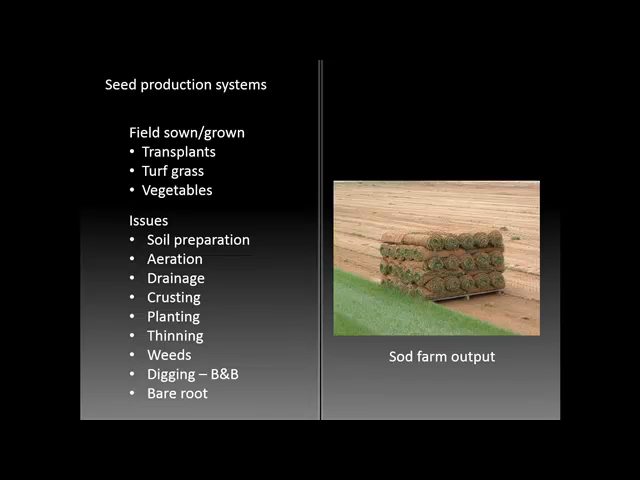 Seed production systems
Field sown/grown
• Transplants
• Turf grass
• Vegetables
Issues
• Soil preparation
• Aeration
• Drainage
• Crusting
• Planting
• Thinning
• Weeds
• Digging – B&B
• Bare root
Sod farm output